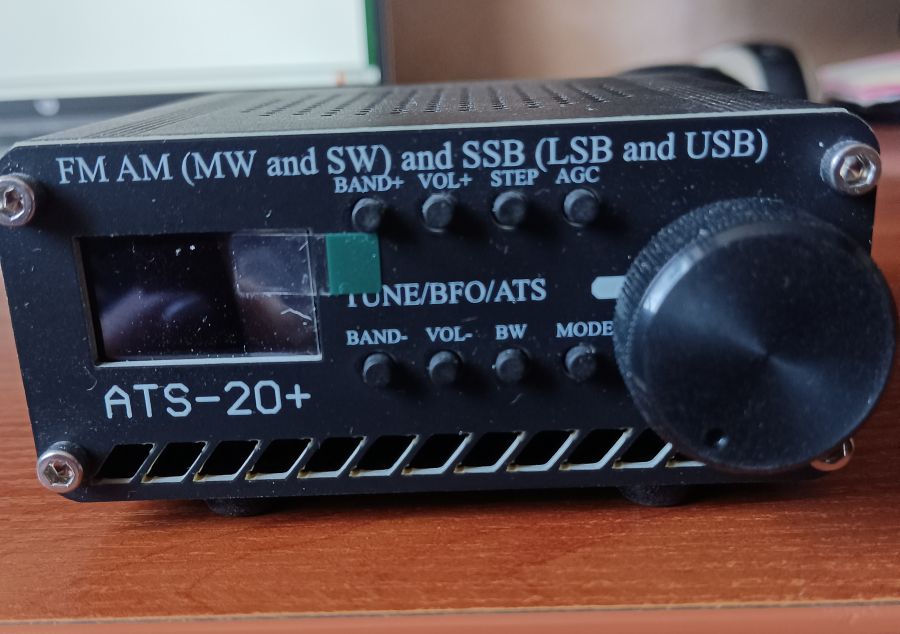 FM AM (MW and SW) and SSB (LSB and USB)
BAND+ VOL+ STEP AGC
TUNE/BFO/ATS
BAND- VOL- BW MODE
ATS-20+